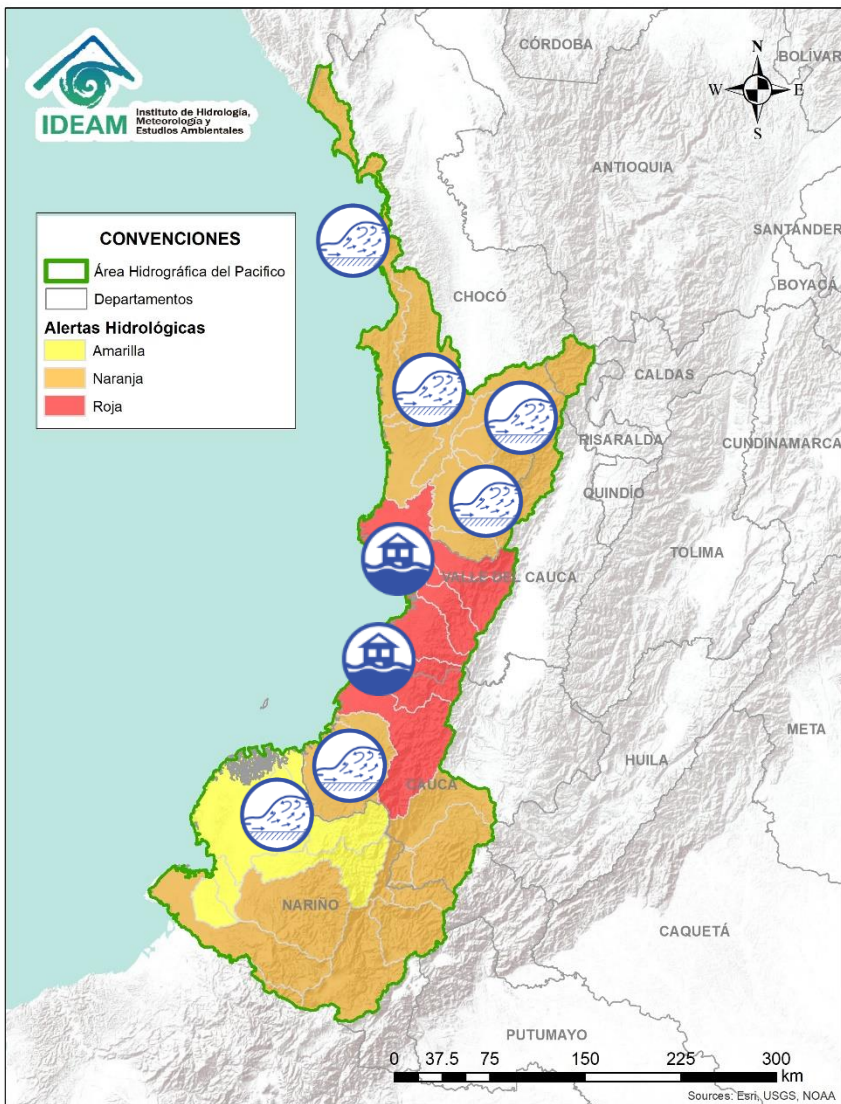 IDEAM
Instituto de Hidrología,
Meteorología y
Estudios Ambientales
N
W
E
S
CÓRDOBA
BOLÍVAR
ANTIOQUIA
SANTANDER
BOYACÁ
CHOCÓ
CALDAS
RISARALDA
CUNDINAMARCA
QUINDÍO
TOLIMA
VALLE DEL CAUCA
META
HUILA
CAUCA
NARIÑO
CAQUETÁ
PUTUMAYO
CONVENCIONES
Área Hidrográfica del Pacifico
Departamentos
Alertas Hidrológicas
Amarilla
Naranja
Roja
0 37.5 75 150 225 300
km
Sources: Esri, USGS, NOAA